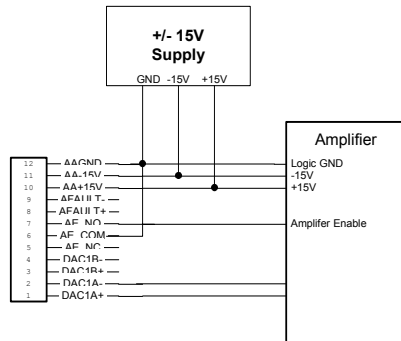 +/- 15V
Supply
GND -15V +15V
Amplifier
12 AAGND Logic GND
11 AA-15V -15V
10 AA+15V +15V
9 AFAULT-
8 AFAULT+
7 AE_NO Amplifer Enable
6 AE_COM
5 AE_NC
4 DAC1B-
3 DAC1B+
2 DAC1A-
1 DAC1A+